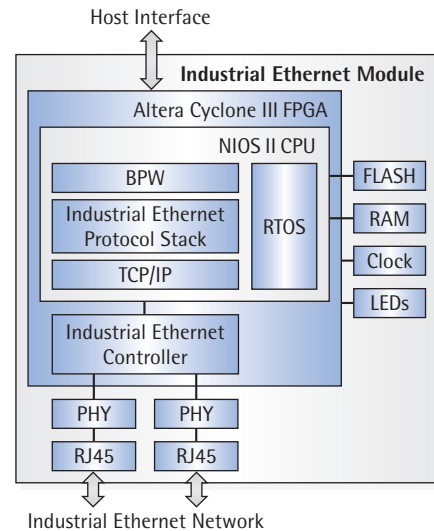 Host Interface
Industrial Ethernet Module
Altera Cyclone III FPGA
NIOS II CPU
BPW
Industrial Ethernet
Protocol Stack
TCP/IP
RTOS
FLASH
RAM
Clock
LEDs
Industrial Ethernet
Controller
PHY
PHY
RJ45
RJ45
Industrial Ethernet Network